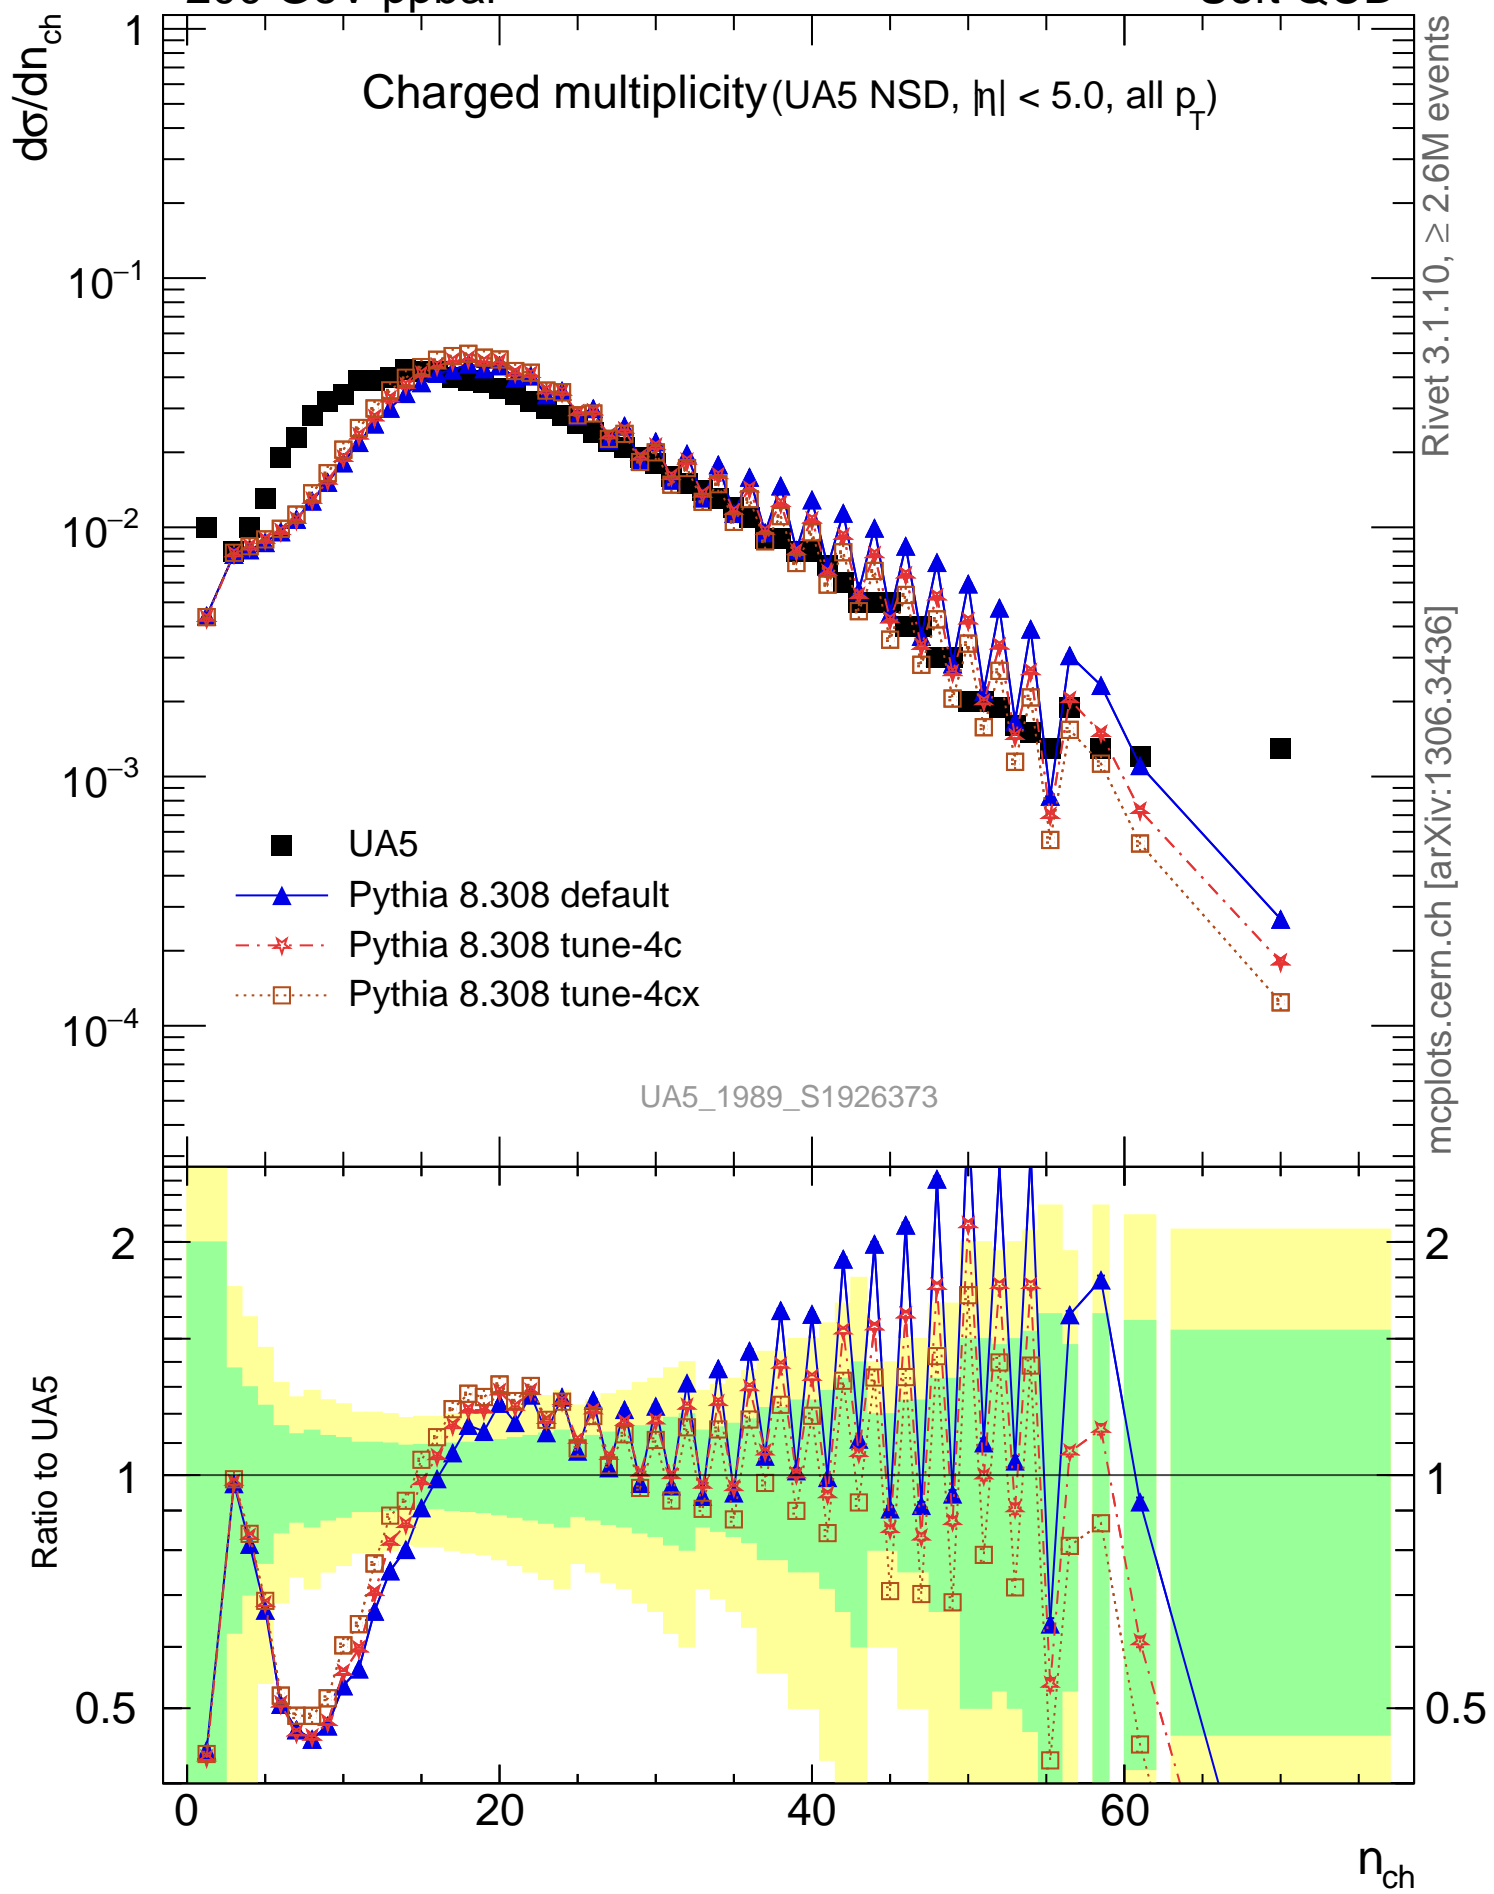 dσ/dn_ch
Charged multiplicity (UA5 NSD, |η| < 5.0, all p_T)
1
10⁻¹
10⁻²
10⁻³
10⁻⁴
UA5
Pythia 8.308 default
Pythia 8.308 tune-4c
Pythia 8.308 tune-4cx
UA5_1989_S1926373
Rivet 3.1.10, ≥ 2.6M events
mcplots.cern.ch [arXiv:1306.3436]
Ratio to UA5
2
1
0.5
2
1
0.5
0 20 40 60
n_ch